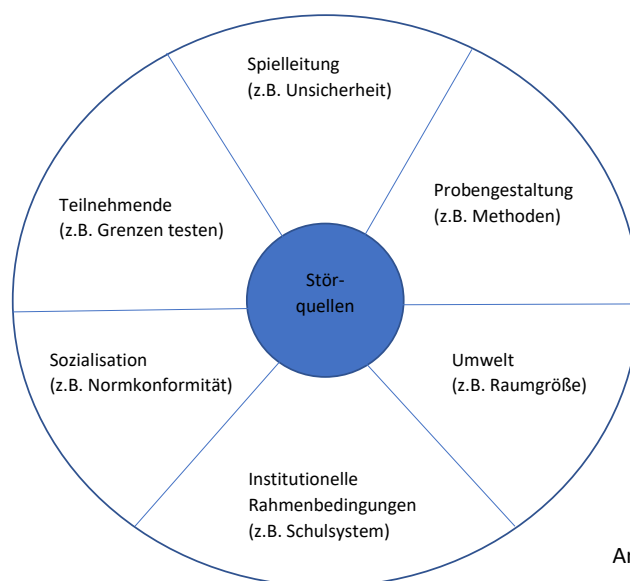 Spielleitung
(z.B. Unsicherheit)
Probengestaltung
(z.B. Methoden)
Teilnehmende
(z.B. Grenzen testen)
Stör-
quellen
Sozialisation
(z.B. Normkonformität)
Umwelt
(z.B. Raumgröße)
Institutionelle
Rahmenbedingungen
(z.B. Schulsystem)